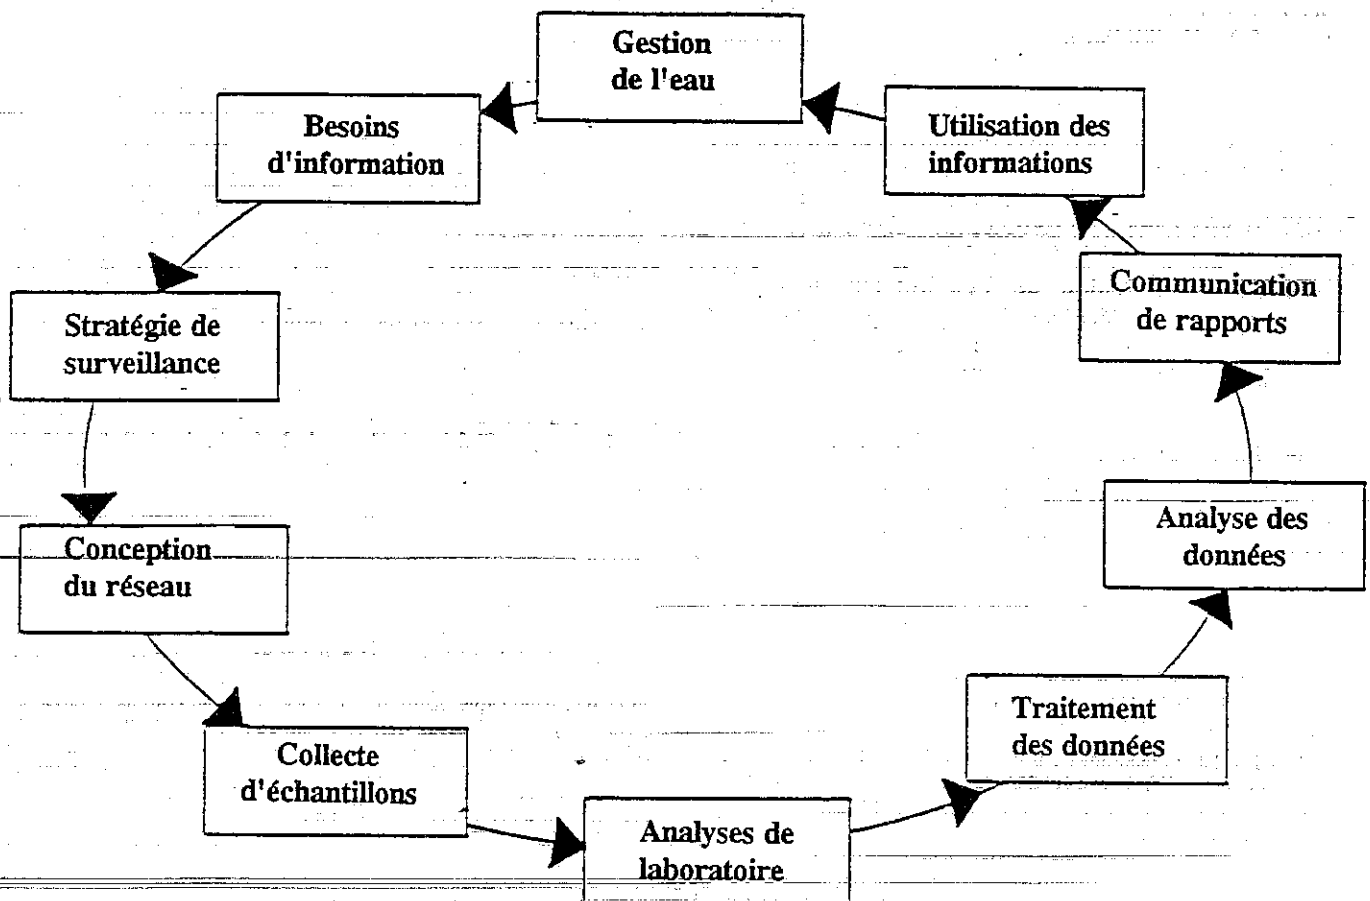 Gestion
de l'eau
Besoins
d'information
Utilisation des
informations
Stratégie de
surveillance
Communication
de rapports
Conception
du réseau
Analyse des
données
Collecte
d'échantillons
Traitement
des données
Analyses de
laboratoire